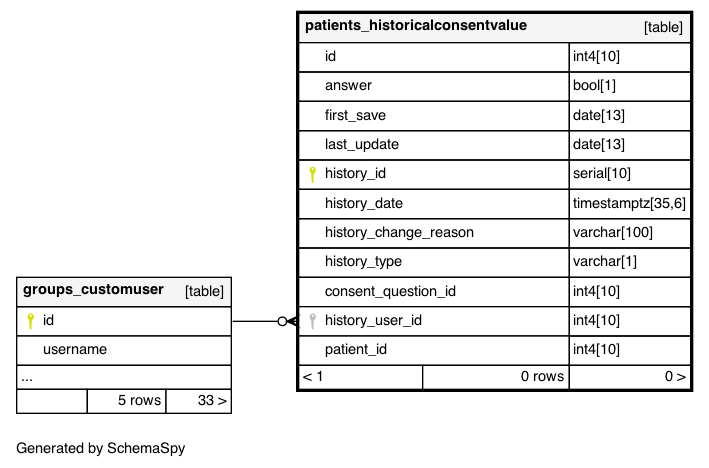 patients_historicalconsentvalue [table]
id int4[10]
answer bool[1]
first_save date[13]
last_update date[13]
history_id serial[10]
history_date timestamptz[35,6]
history_change_reason varchar[100]
history_type varchar[1]
consent_question_id int4[10]
history_user_id int4[10]
patient_id int4[10]
< 1 0 rows 0 >
groups_customuser [table]
id
username
...
5 rows 33 >
Generated by SchemaSpy